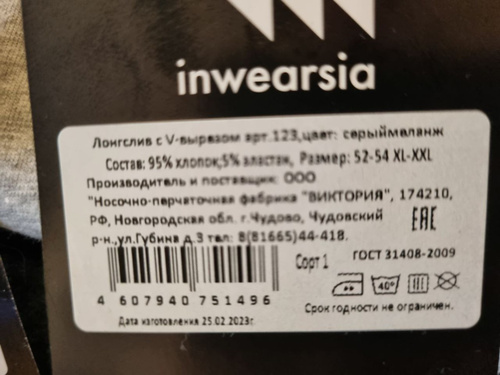 inwearsia
Лонгслив с V-вырезом арт.123,цвет: серыймеланж
Состав: 95% хлопок;5% эластан, Размер: 52-54 XL-XXL
Производитель и поставщик: ООО
"Носочно-перчаточная фабрика "ВИКТОРИЯ", 174210,
РФ, Новгородская обл. г.Чудово, Чудовский
р-н.,ул.Губина д.3 тел: 8(81665)44-418.
EAC
Сорт 1
ГОСТ 31408-2009
40°
4 607940 751496
Срок годности не ограничен.
Дата изготовления 25.02.2023г.